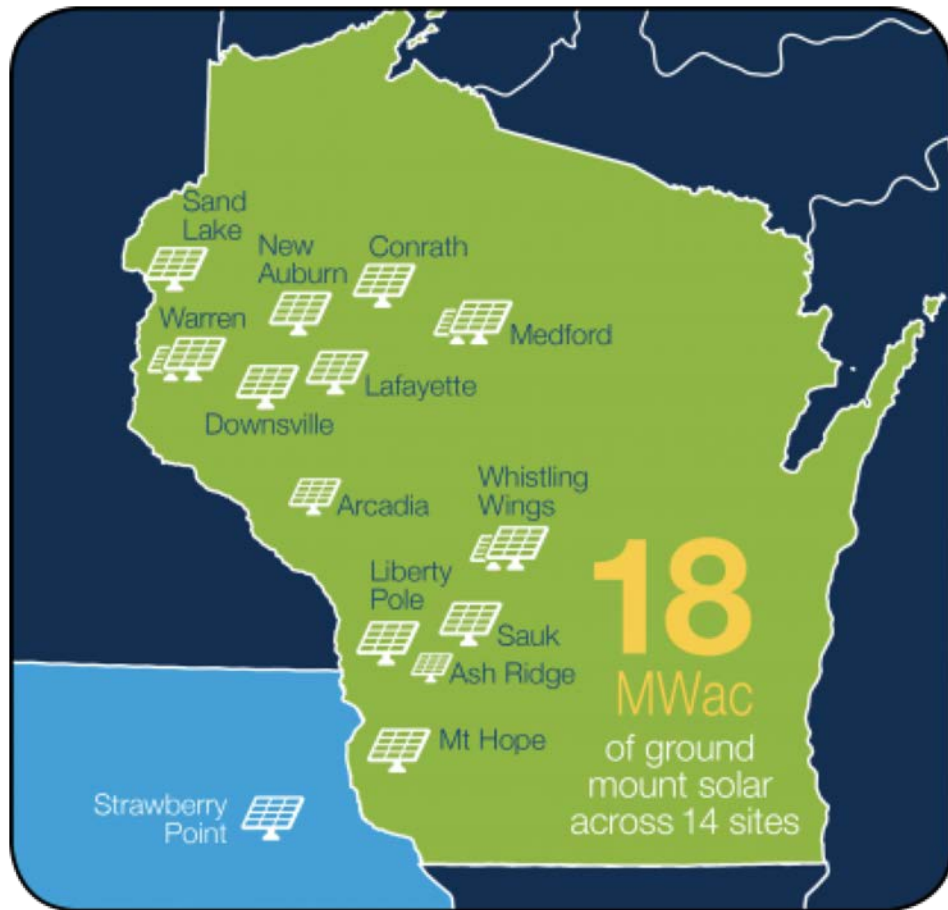 Sand
Lake
New
Auburn
Conrath
Warren
Medford
Lafayette
Downsville
Whistling
Wings
Arcadia
Liberty
Pole
18
MWac
Sauk
Ash Ridge
of ground
mount solar
across 14 sites
Mt Hope
Strawberry
Point